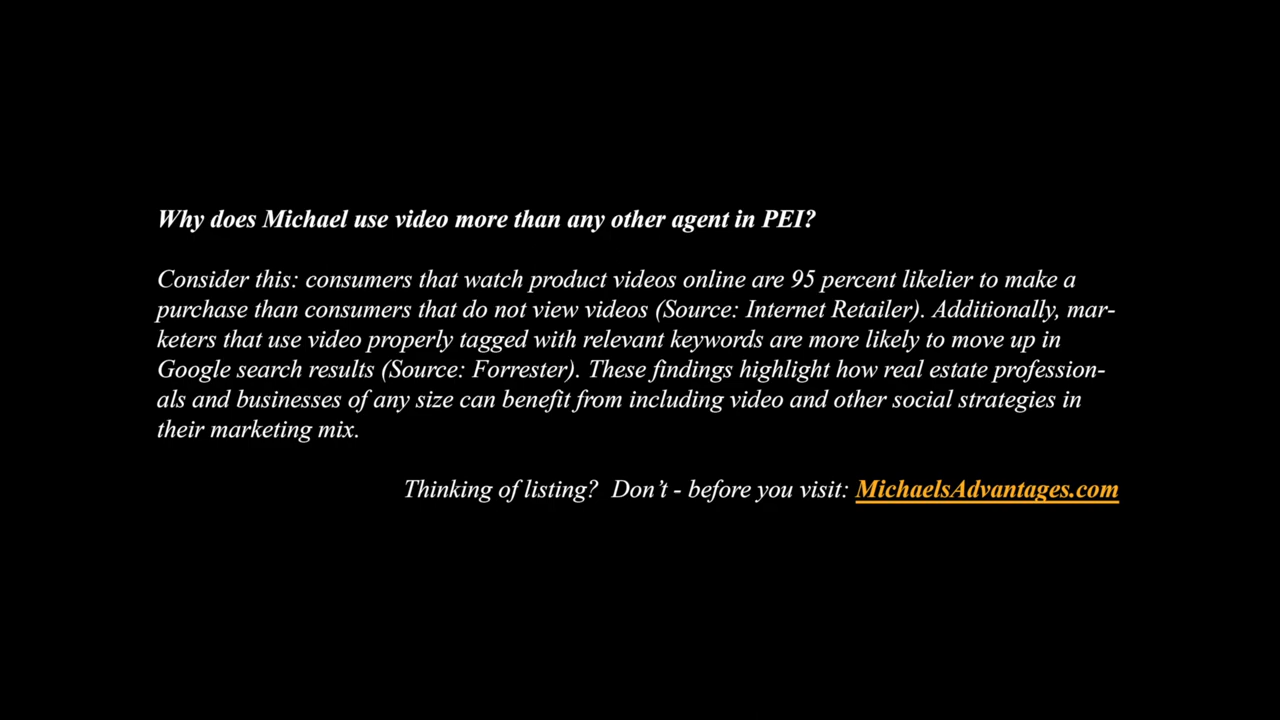 Why does Michael use video more than any other agent in PEI?
Consider this: consumers that watch product videos online are 95 percent likelier to make a
purchase than consumers that do not view videos (Source: Internet Retailer). Additionally, mar-
keters that use video properly tagged with relevant keywords are more likely to move up in
Google search results (Source: Forrester). These findings highlight how real estate profession-
als and businesses of any size can benefit from including video and other social strategies in
their marketing mix.
Thinking of listing?  Don’t - before you visit: MichaelsAdvantages.com